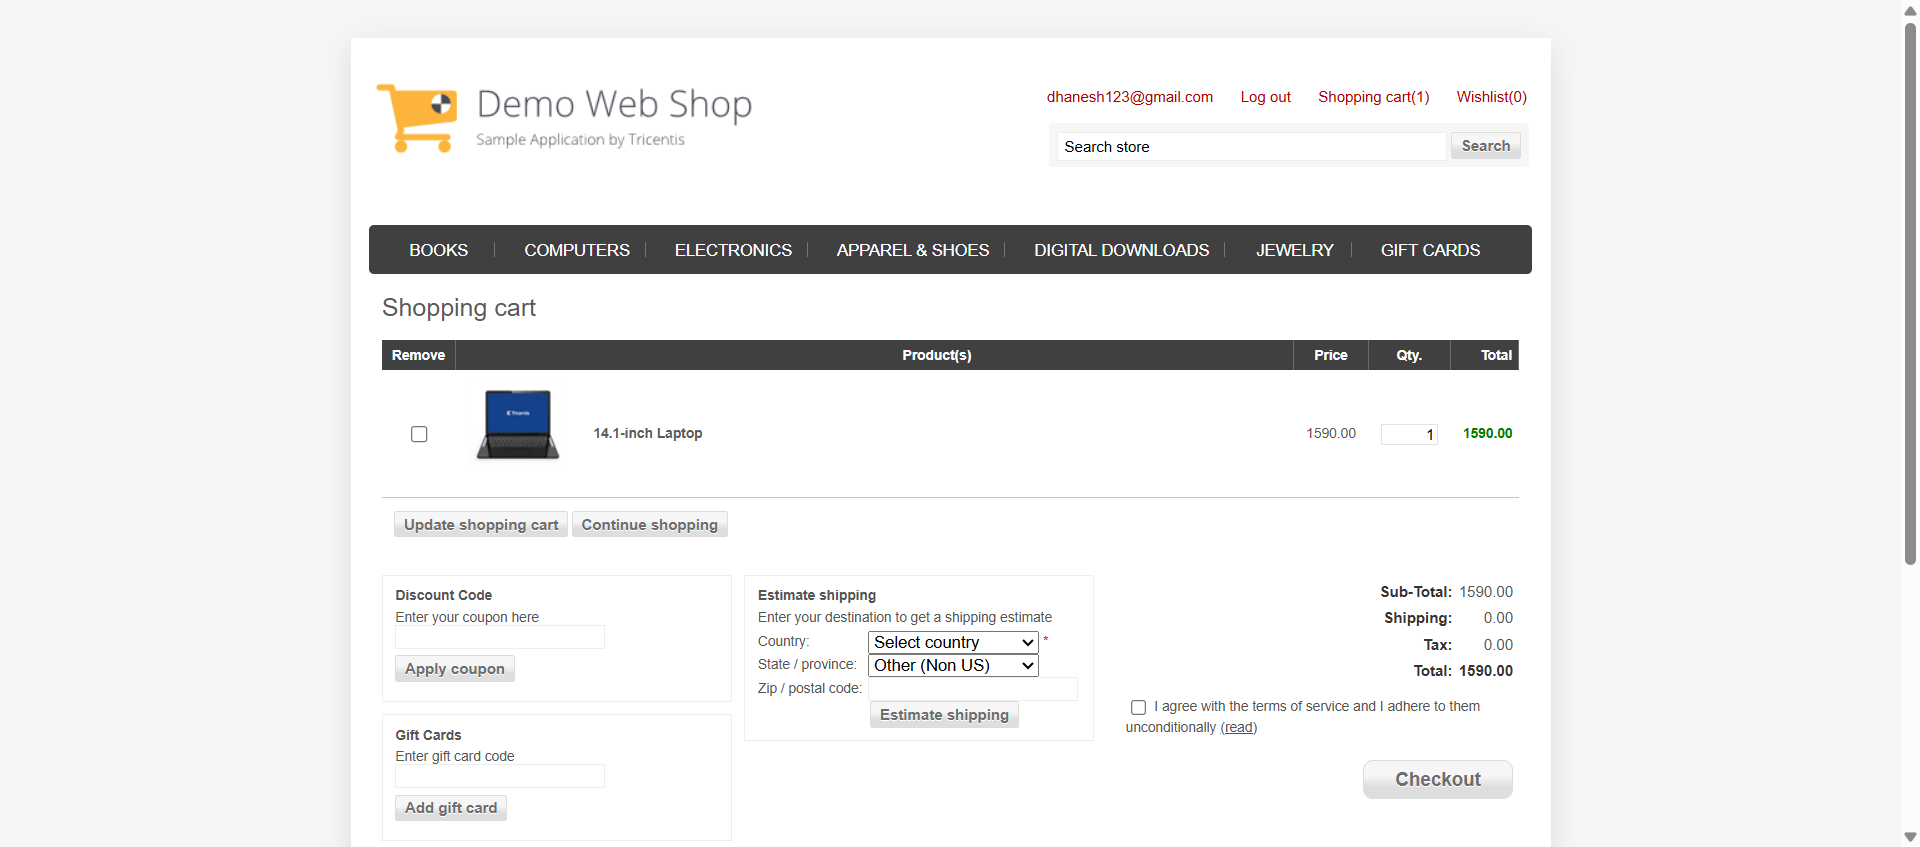 Demo Web Shop
Sample Application by Tricentis
dhanesh123@gmail.com Log out Shopping cart(1) Wishlist(0)
Search store Search
BOOKS COMPUTERS ELECTRONICS APPAREL & SHOES DIGITAL DOWNLOADS JEWELRY GIFT CARDS
Shopping cart
Remove Product(s) Price Qty. Total
Tricentis
14.1-inch Laptop 1590.00 1 1590.00
Update shopping cart Continue shopping
Discount Code
Enter your coupon here
Apply coupon
Gift Cards
Enter gift card code
Add gift card
Estimate shipping
Enter your destination to get a shipping estimate
Country: Select country *
State / province: Other (Non US)
Zip / postal code:
Estimate shipping
Sub-Total: 1590.00
Shipping: 0.00
Tax: 0.00
Total: 1590.00
I agree with the terms of service and I adhere to them
unconditionally (read)
Checkout